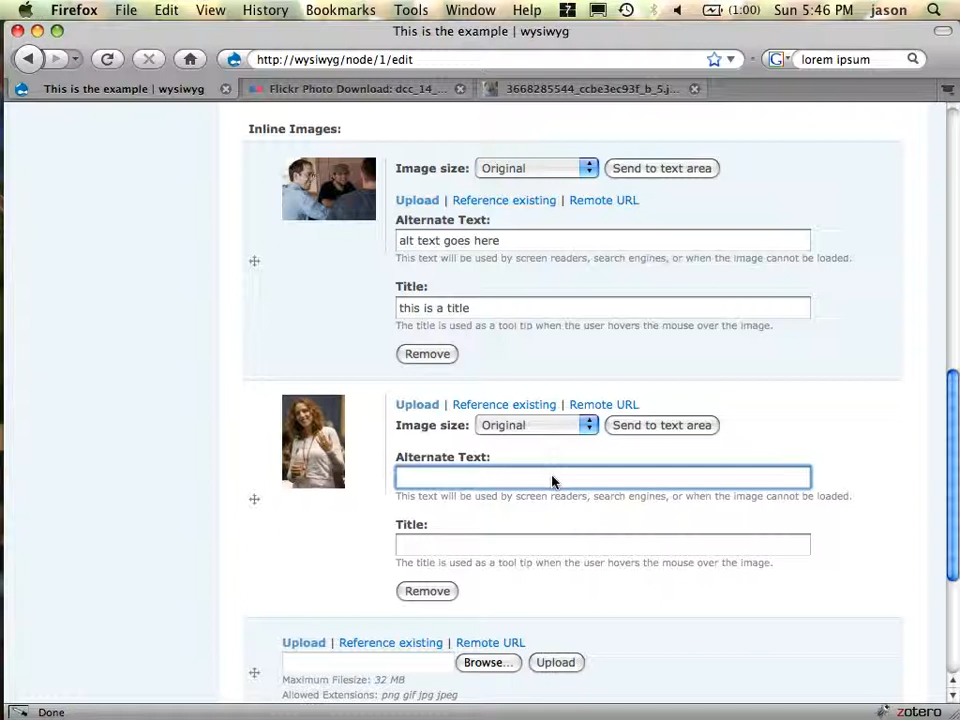 Firefox File Edit View History Bookmarks Tools Window Help (1:00) Sun 5:46 PM jason
This is the example | wysiwyg
http://wysiwyg/node/1/edit G lorem ipsum
This is the example | wysiwyg Flickr Photo Download: dcc_14_... 3668285544_ccbe3ec93f_b_5.j...
Inline Images:
Image size: Original Send to text area
Upload | Reference existing | Remote URL
Alternate Text:
alt text goes here
This text will be used by screen readers, search engines, or when the image cannot be loaded.
Title:
this is a title
The title is used as a tool tip when the user hovers the mouse over the image.
Remove
Upload | Reference existing | Remote URL
Image size: Original Send to text area
Alternate Text:
This text will be used by screen readers, search engines, or when the image cannot be loaded.
Title:
The title is used as a tool tip when the user hovers the mouse over the image.
Remove
Upload | Reference existing | Remote URL
Browse... Upload
Maximum Filesize: 32 MB
Allowed Extensions: png gif jpg jpeg
Done zotero